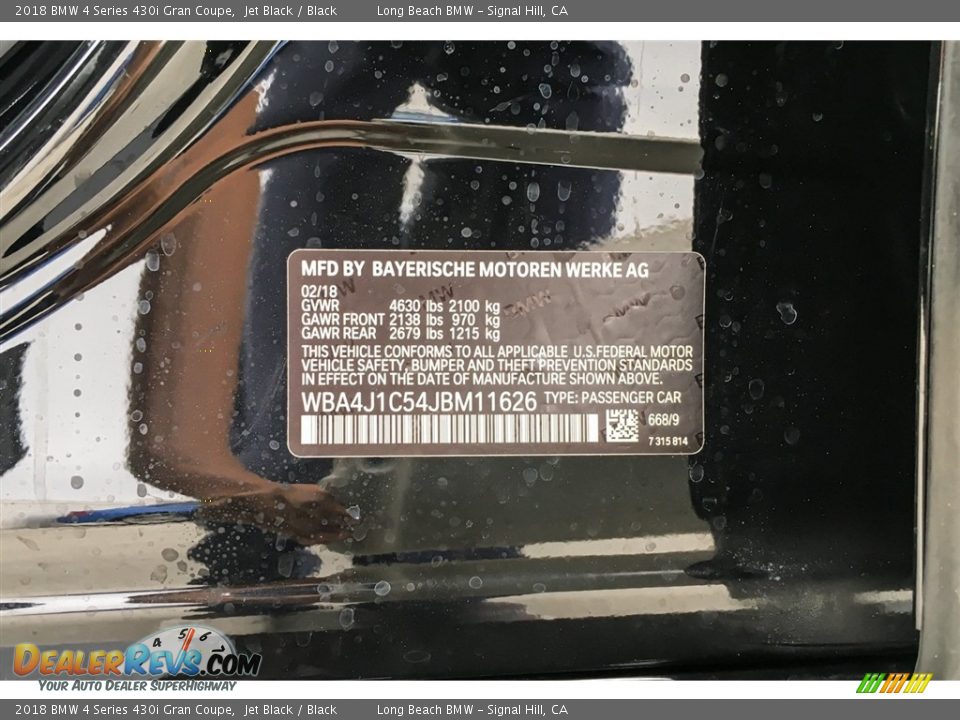 2018 BMW 4 Series 430i Gran Coupe, Jet Black / Black Long Beach BMW - Signal Hill, CA
MFD BY BAYERISCHE MOTOREN WERKE AG
02/18
GVWR 4630 lbs 2100 kg
GAWR FRONT 2138 lbs 970 kg
GAWR REAR 2679 lbs 1215 kg
THIS VEHICLE CONFORMS TO ALL APPLICABLE U.S.FEDERAL MOTOR
VEHICLE SAFETY, BUMPER AND THEFT PREVENTION STANDARDS
IN EFFECT ON THE DATE OF MANUFACTURE SHOWN ABOVE.
WBA4J1C54JBM11626 TYPE: PASSENGER CAR
668/9
7 315 814
4 5 6
DEALERREVS.COM
YOUR AUTO DEALER SUPERHIGHWAY
2018 BMW 4 Series 430i Gran Coupe, Jet Black / Black Long Beach BMW - Signal Hill, CA